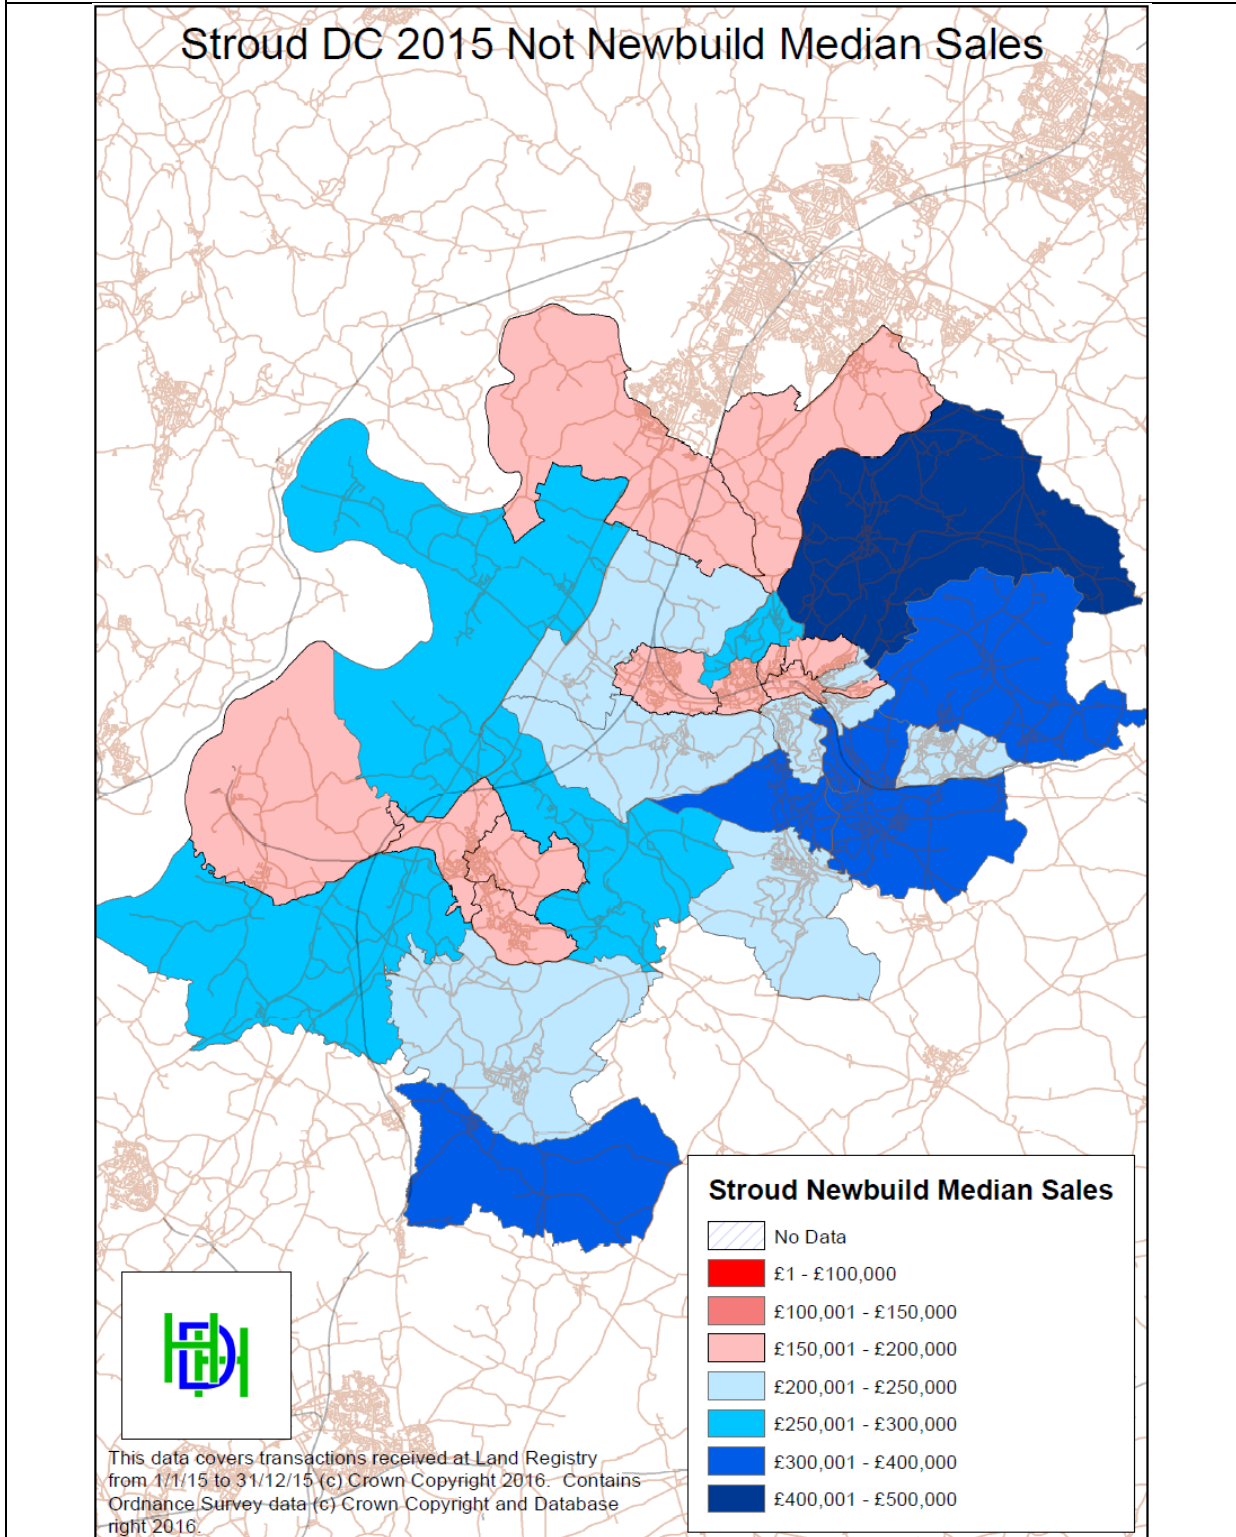 Stroud DC 2015 Not Newbuild Median Sales
Stroud Newbuild Median Sales
No Data
£1 - £100,000
£100,001 - £150,000
£150,001 - £200,000
£200,001 - £250,000
£250,001 - £300,000
£300,001 - £400,000
£400,001 - £500,000
HDH
This data covers transactions received at Land Registry
from 1/1/15 to 31/12/15 (c) Crown Copyright 2016. Contains
Ordnance Survey data (c) Crown Copyright and Database
right 2016.